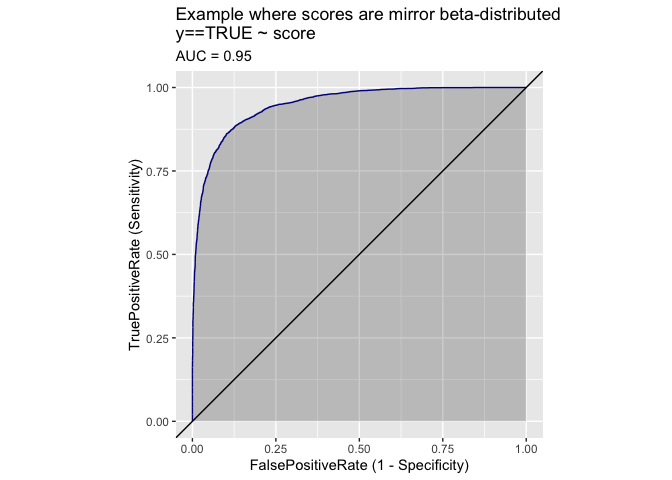 Example where scores are mirror beta-distributed
y==TRUE ~ score
AUC = 0.95
TruePositiveRate (Sensitivity)
1.00
0.75
0.50
0.25
0.00
0.00 0.25 0.50 0.75 1.00
FalsePositiveRate (1 - Specificity)